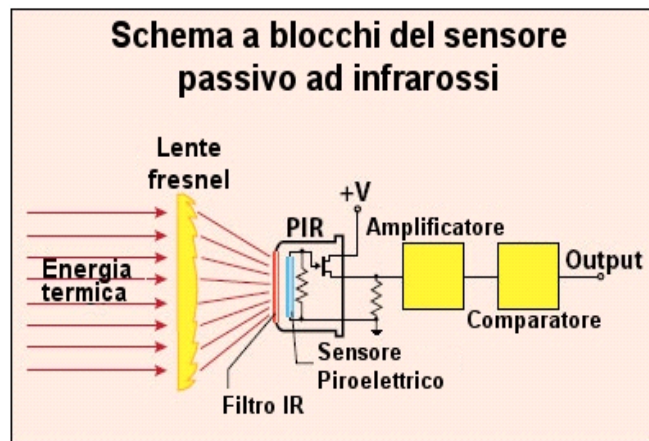 Schema a blocchi del sensore
passivo ad infrarossi
Lente
fresnel
+V
PIR
Amplificatore
Energia
termica
Output
Comparatore
Sensore
Piroelettrico
Filtro IR